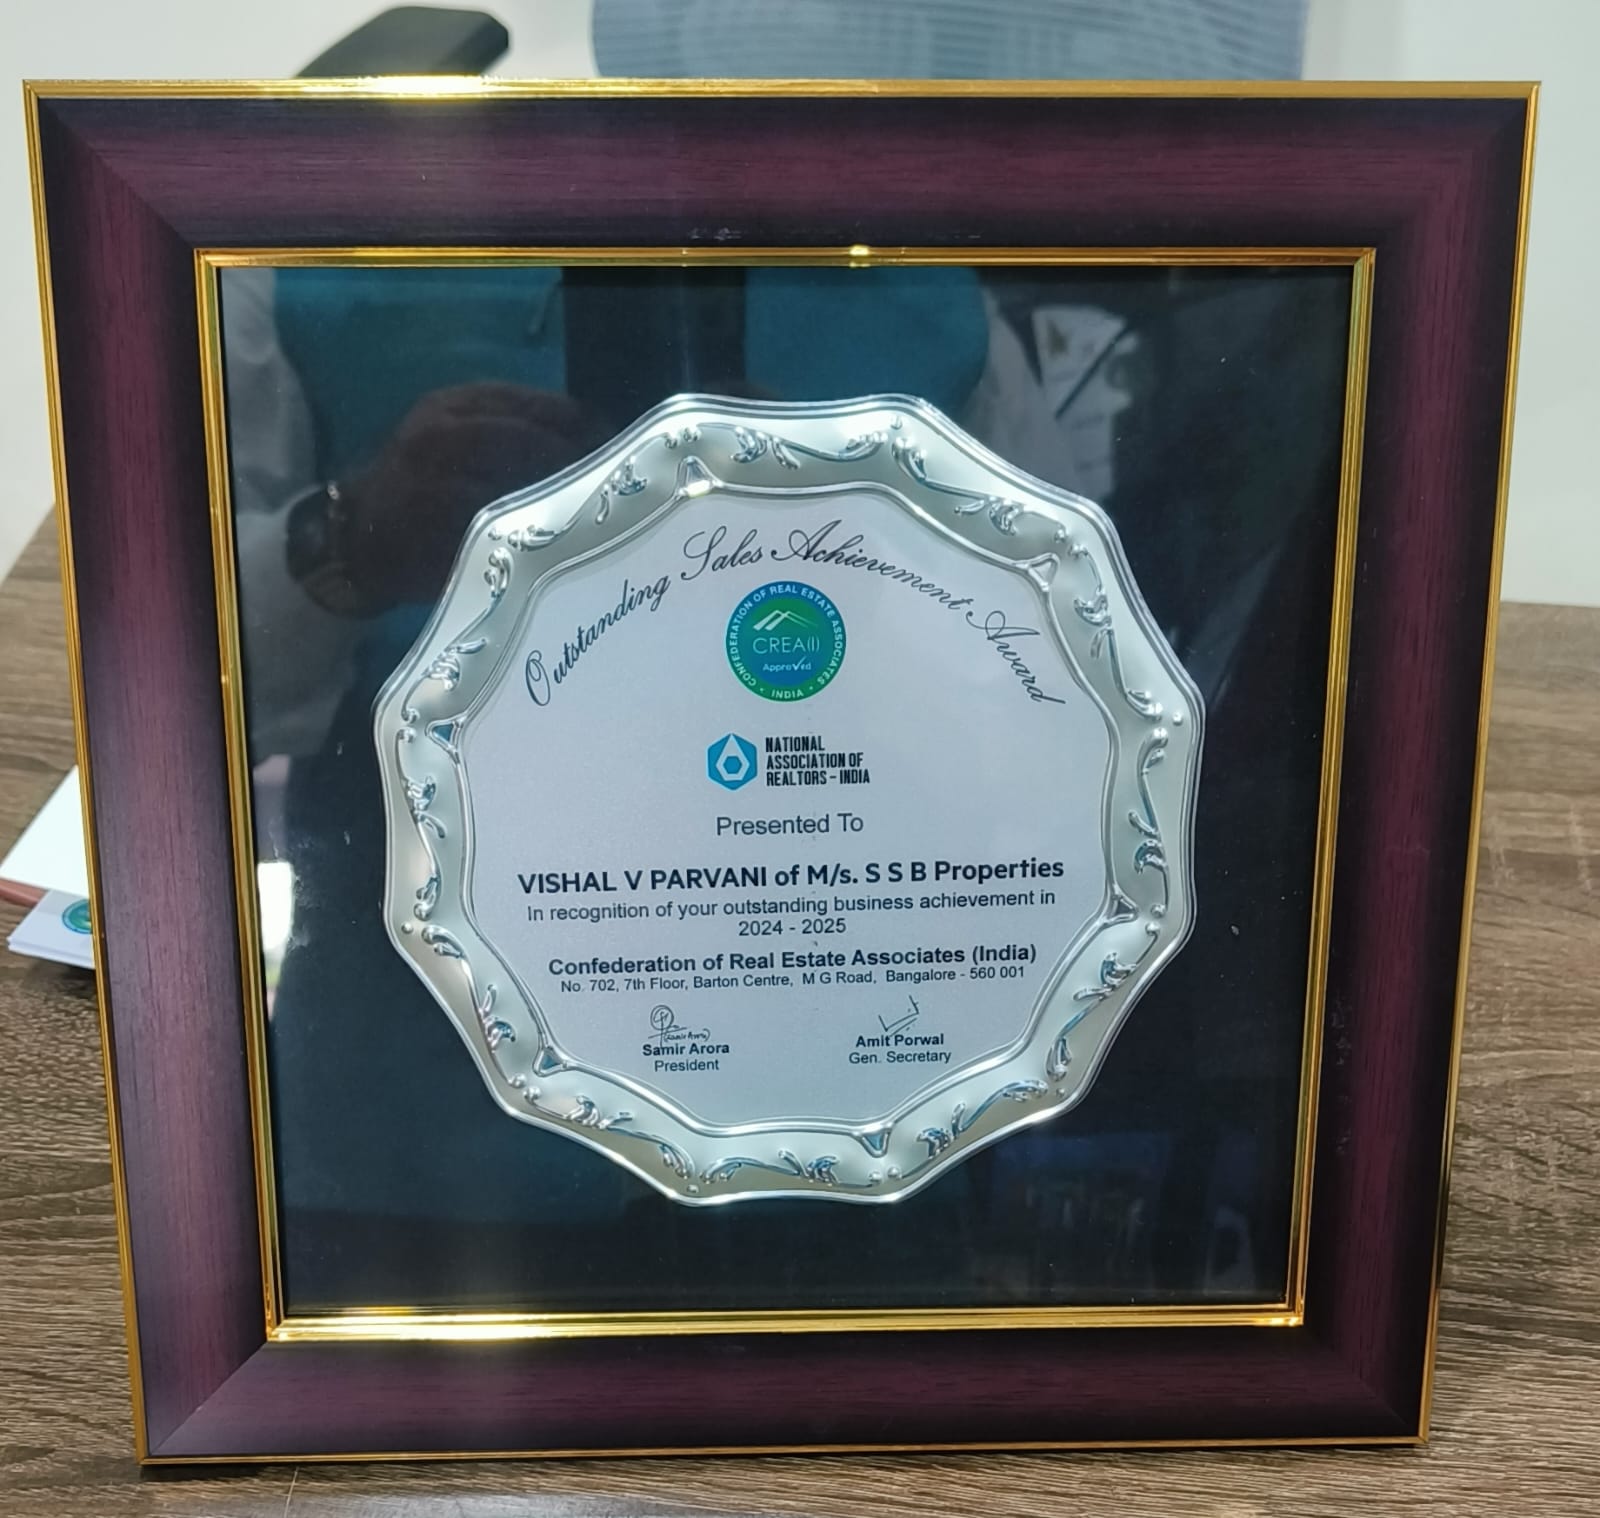 Outstanding Sales Achievement Award
CONFEDERATION OF REAL ESTATE ASSOCIATES
CREA(I)
Approved
• INDIA •
NATIONAL
ASSOCIATION OF
REALTORS – INDIA
Presented To
VISHAL V PARVANI of M/s. S S B Properties
In recognition of your outstanding business achievement in
2024 - 2025
Confederation of Real Estate Associates (India)
No. 702, 7th Floor, Barton Centre, M G Road, Bangalore - 560 001
(Samir Arora)
Samir Arora
President
Amit Porwal
Gen. Secretary